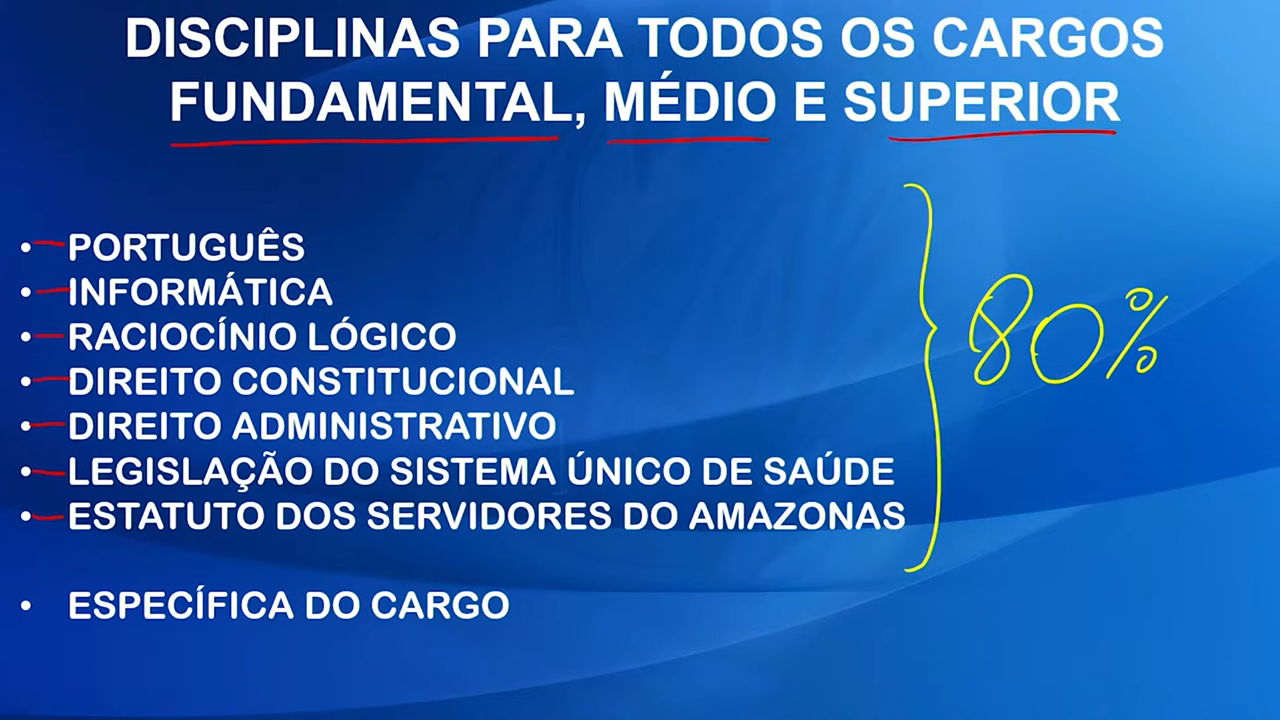 DISCIPLINAS PARA TODOS OS CARGOS
FUNDAMENTAL, MÉDIO E SUPERIOR
• PORTUGUÊS
• INFORMÁTICA
• RACIOCÍNIO LÓGICO
• DIREITO CONSTITUCIONAL
• DIREITO ADMINISTRATIVO
• LEGISLAÇÃO DO SISTEMA ÚNICO DE SAÚDE
• ESTATUTO DOS SERVIDORES DO AMAZONAS
80%
• ESPECÍFICA DO CARGO